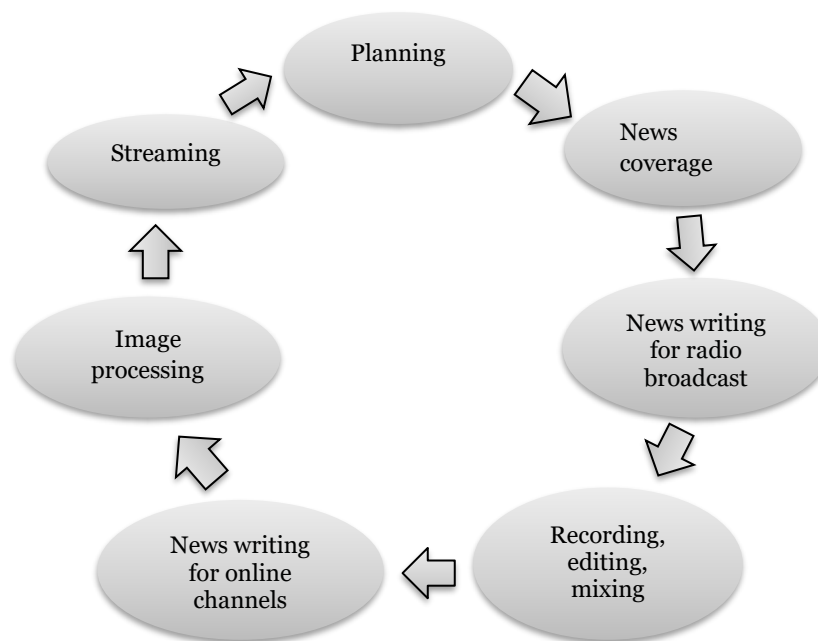 Planning
News
coverage
News writing
for radio
broadcast
Recording,
editing,
mixing
News writing
for online
channels
Image
processing
Streaming